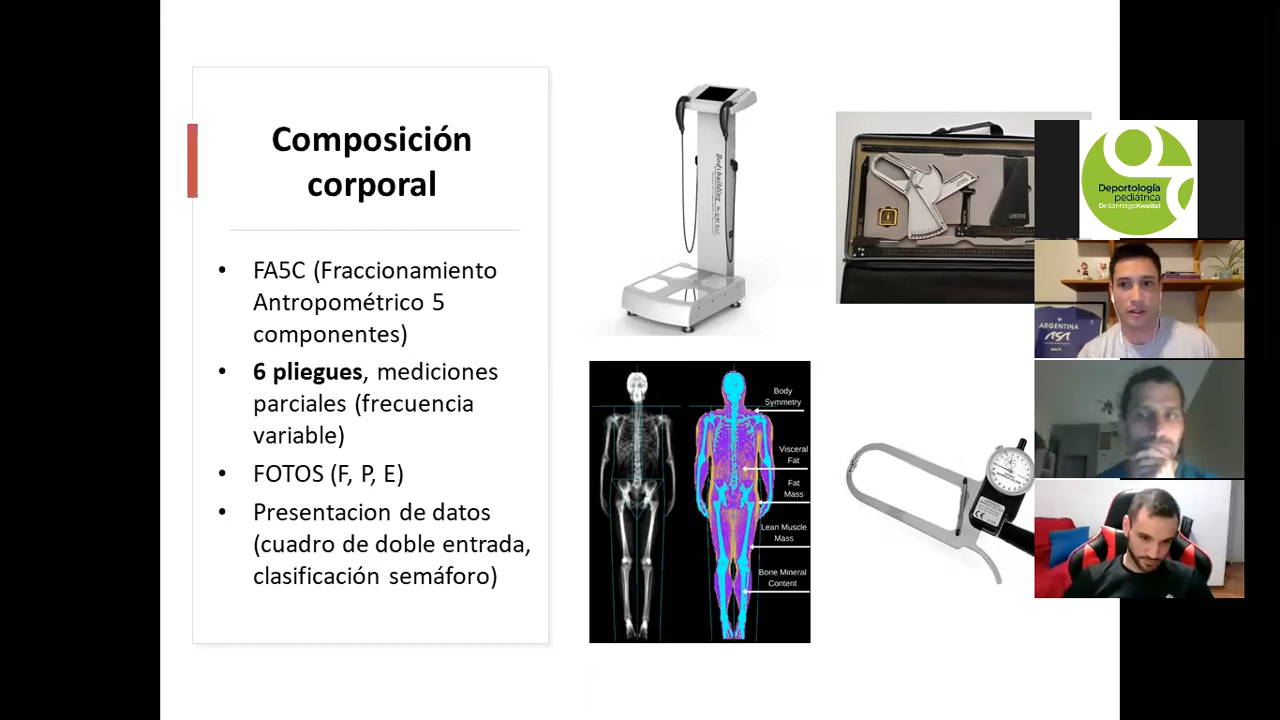 Composición
corporal
• FA5C (Fraccionamiento
Antropométrico 5
componentes)
• 6 pliegues, mediciones
parciales (frecuencia
variable)
• FOTOS (F, P, E)
• Presentacion de datos
(cuadro de doble entrada,
clasificación semáforo)
Body
Symmetry
Visceral
Fat
Fat
Mass
Lean Muscle
Mass
Bone Mineral
Content
Deportología
pediátrica
Dr.SantiagoKweitel
ARGENTINA